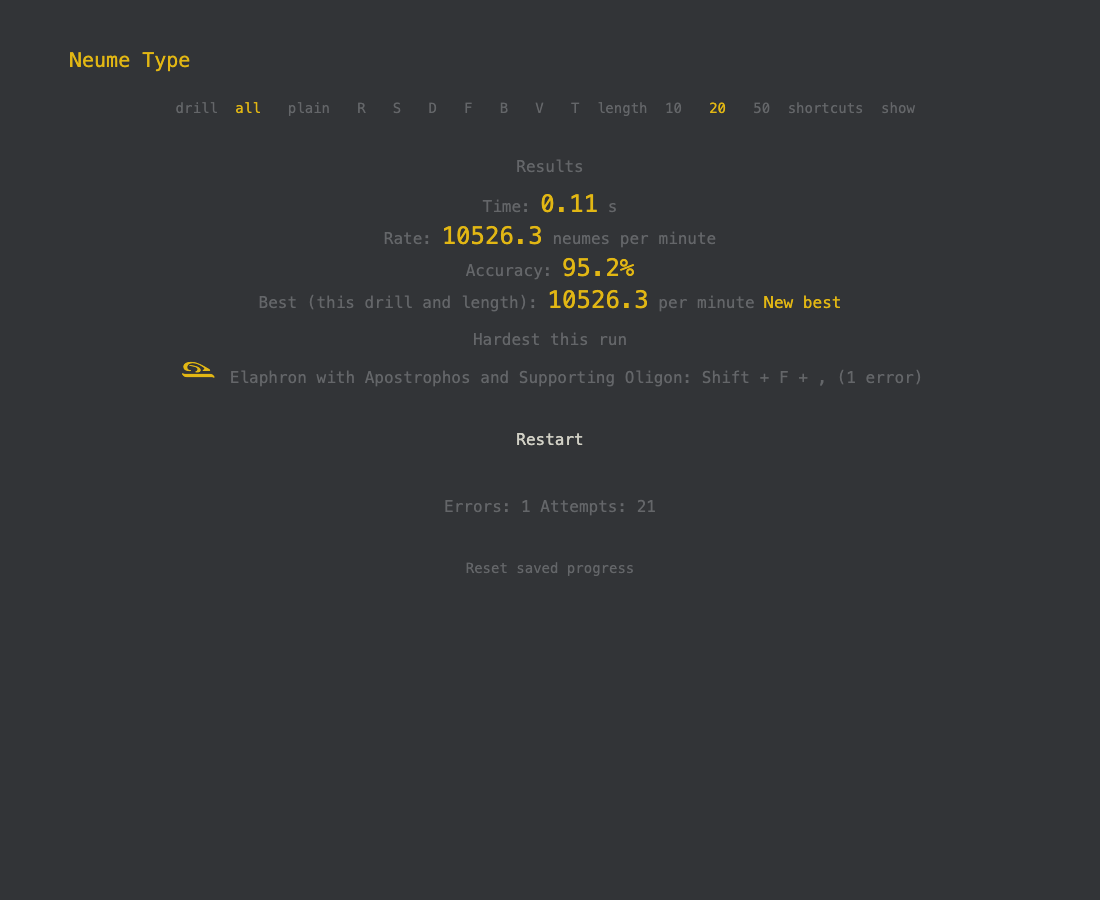 Neume Type
drill all plain R S D F B V T length 10 20 50 shortcuts show
Results
Time: 0.11 s
Rate: 10526.3 neumes per minute
Accuracy: 95.2%
Best (this drill and length): 10526.3 per minute New best
Hardest this run
Elaphron with Apostrophos and Supporting Oligon: Shift + F + , (1 error)
Restart
Errors: 1 Attempts: 21
Reset saved progress